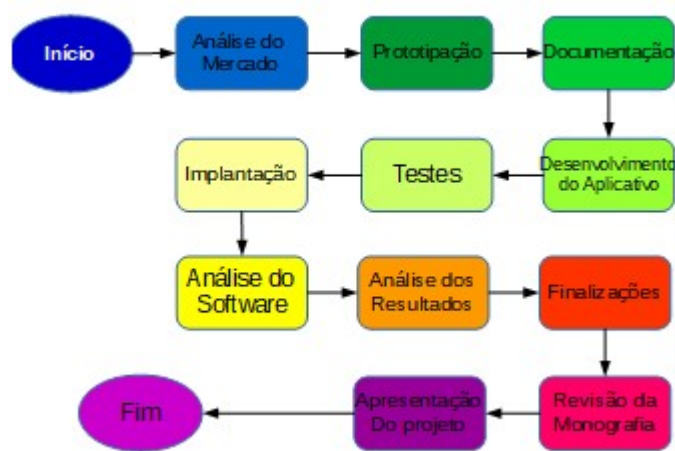 Início
Análise do
Mercado
Prototipação
Documentação
Desenvolvimento
do Aplicativo
Testes
Implantação
Análise do
Software
Análise dos
Resultados
Finalizações
Revisão da
Monografia
Apresentação
Do projeto
Fim